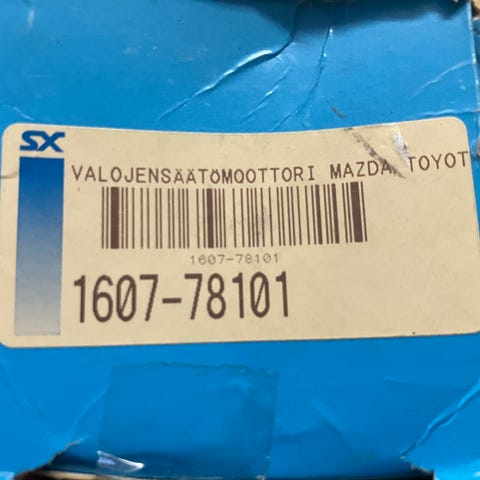 SX
VALOJENSÄÄTÖMOOTTORI MAZDA, TOYOT
1607-78101
1607-78101